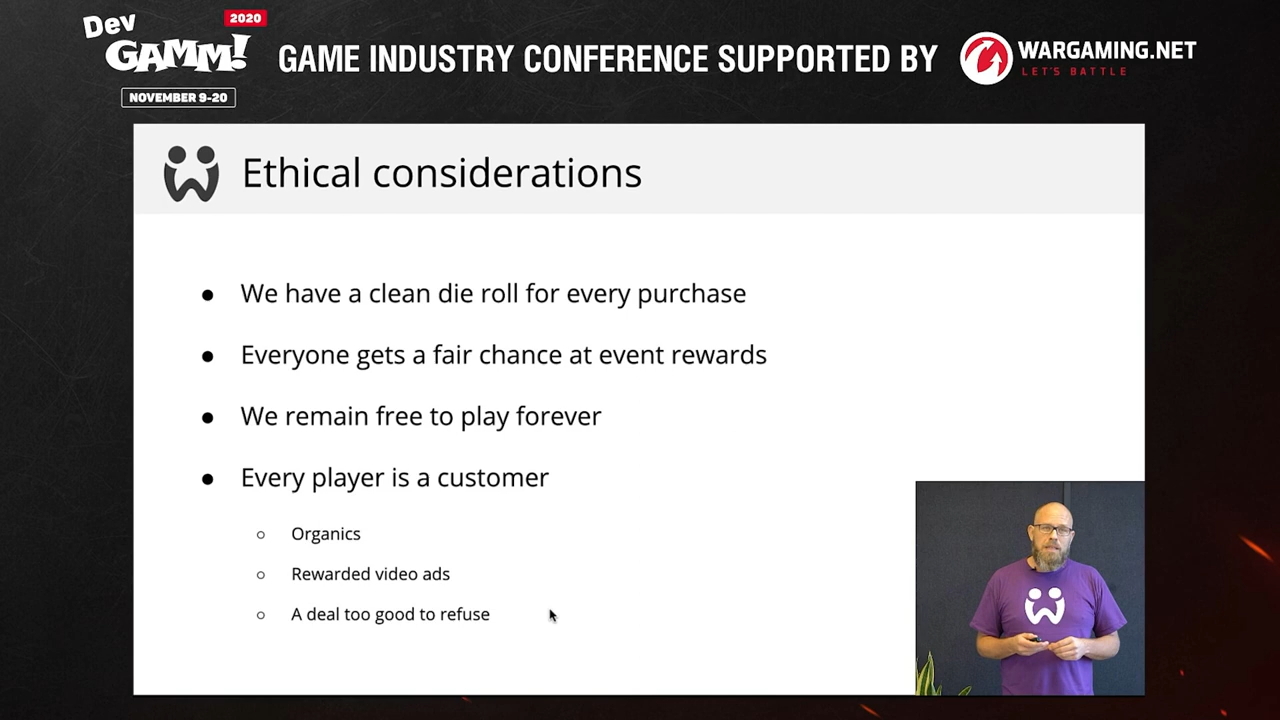 Dev
GAMM!
2020
NOVEMBER 9-20
GAME INDUSTRY CONFERENCE SUPPORTED BY
WARGAMING.NET
LET'S BATTLE
Ethical considerations
● We have a clean die roll for every purchase
● Everyone gets a fair chance at event rewards
● We remain free to play forever
● Every player is a customer
○ Organics
○ Rewarded video ads
○ A deal too good to refuse